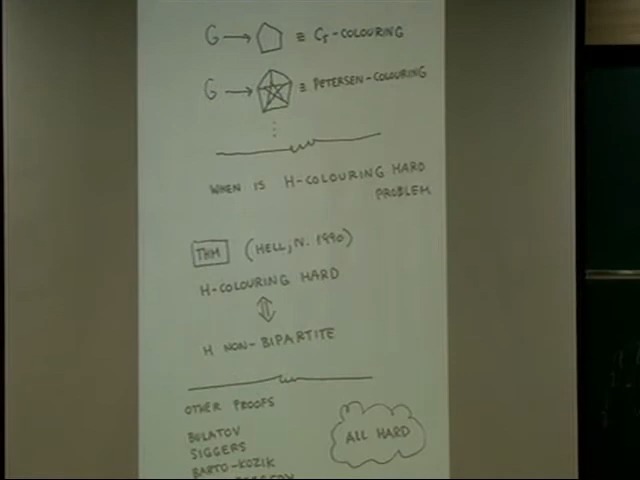 G → ≡ C5-COLOURING
G → ≡ PETERSEN-COLOURING
WHEN IS H-COLOURING HARD
PROBLEM
THM (HELL, N. 1990)
H-COLOURING HARD
⇕
H NON-BIPARTITE
OTHER PROOFS
BULATOV
SIGGERS
BARTO-KOZIK
ALL HARD